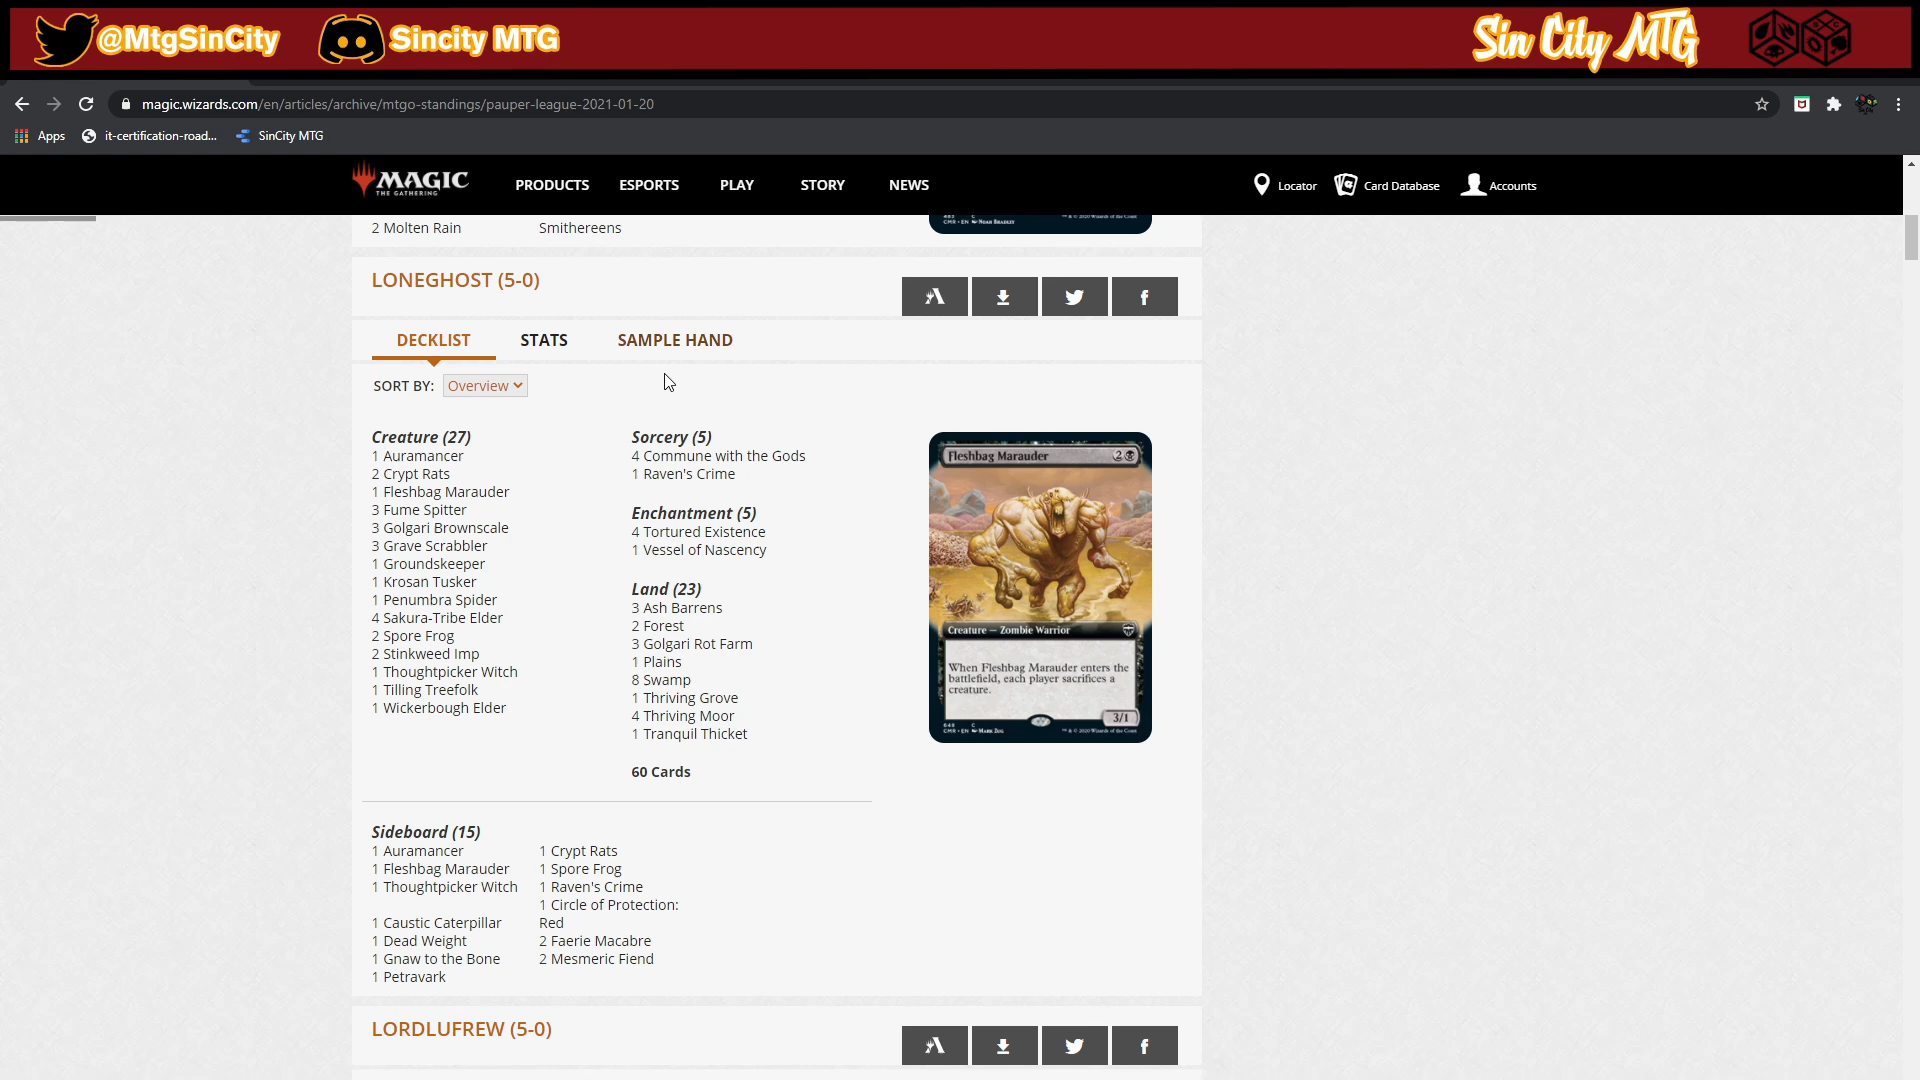 @MtgSinCity
Sincity MTG
Sin City MTG
magic.wizards.com/en/articles/archive/mtgo-standings/pauper-league-2021-01-20
Apps
it-certification-road...
SinCity MTG
MAGIC
THE GATHERING
PRODUCTS
ESPORTS
PLAY
STORY
NEWS
Locator
Card Database
Accounts
2 Molten Rain
Smithereens
LONEGHOST (5-0)
DECKLIST
STATS
SAMPLE HAND
SORT BY:
Overview
Creature (27)
1 Auramancer
2 Crypt Rats
1 Fleshbag Marauder
3 Fume Spitter
3 Golgari Brownscale
3 Grave Scrabbler
1 Groundskeeper
1 Krosan Tusker
1 Penumbra Spider
4 Sakura-Tribe Elder
2 Spore Frog
2 Stinkweed Imp
1 Thoughtpicker Witch
1 Tilling Treefolk
1 Wickerbough Elder
Sorcery (5)
4 Commune with the Gods
1 Raven's Crime
Enchantment (5)
4 Tortured Existence
1 Vessel of Nascency
Land (23)
3 Ash Barrens
2 Forest
3 Golgari Rot Farm
1 Plains
8 Swamp
1 Thriving Grove
4 Thriving Moor
1 Tranquil Thicket
60 Cards
Fleshbag Marauder 2
Creature — Zombie Warrior
When Fleshbag Marauder enters the
battlefield, each player sacrifices a
creature.
3/1
Sideboard (15)
1 Auramancer
1 Fleshbag Marauder
1 Thoughtpicker Witch
1 Caustic Caterpillar
1 Dead Weight
1 Gnaw to the Bone
1 Petravark
1 Crypt Rats
1 Spore Frog
1 Raven's Crime
1 Circle of Protection:
Red
2 Faerie Macabre
2 Mesmeric Fiend
LORDLUFREW (5-0)